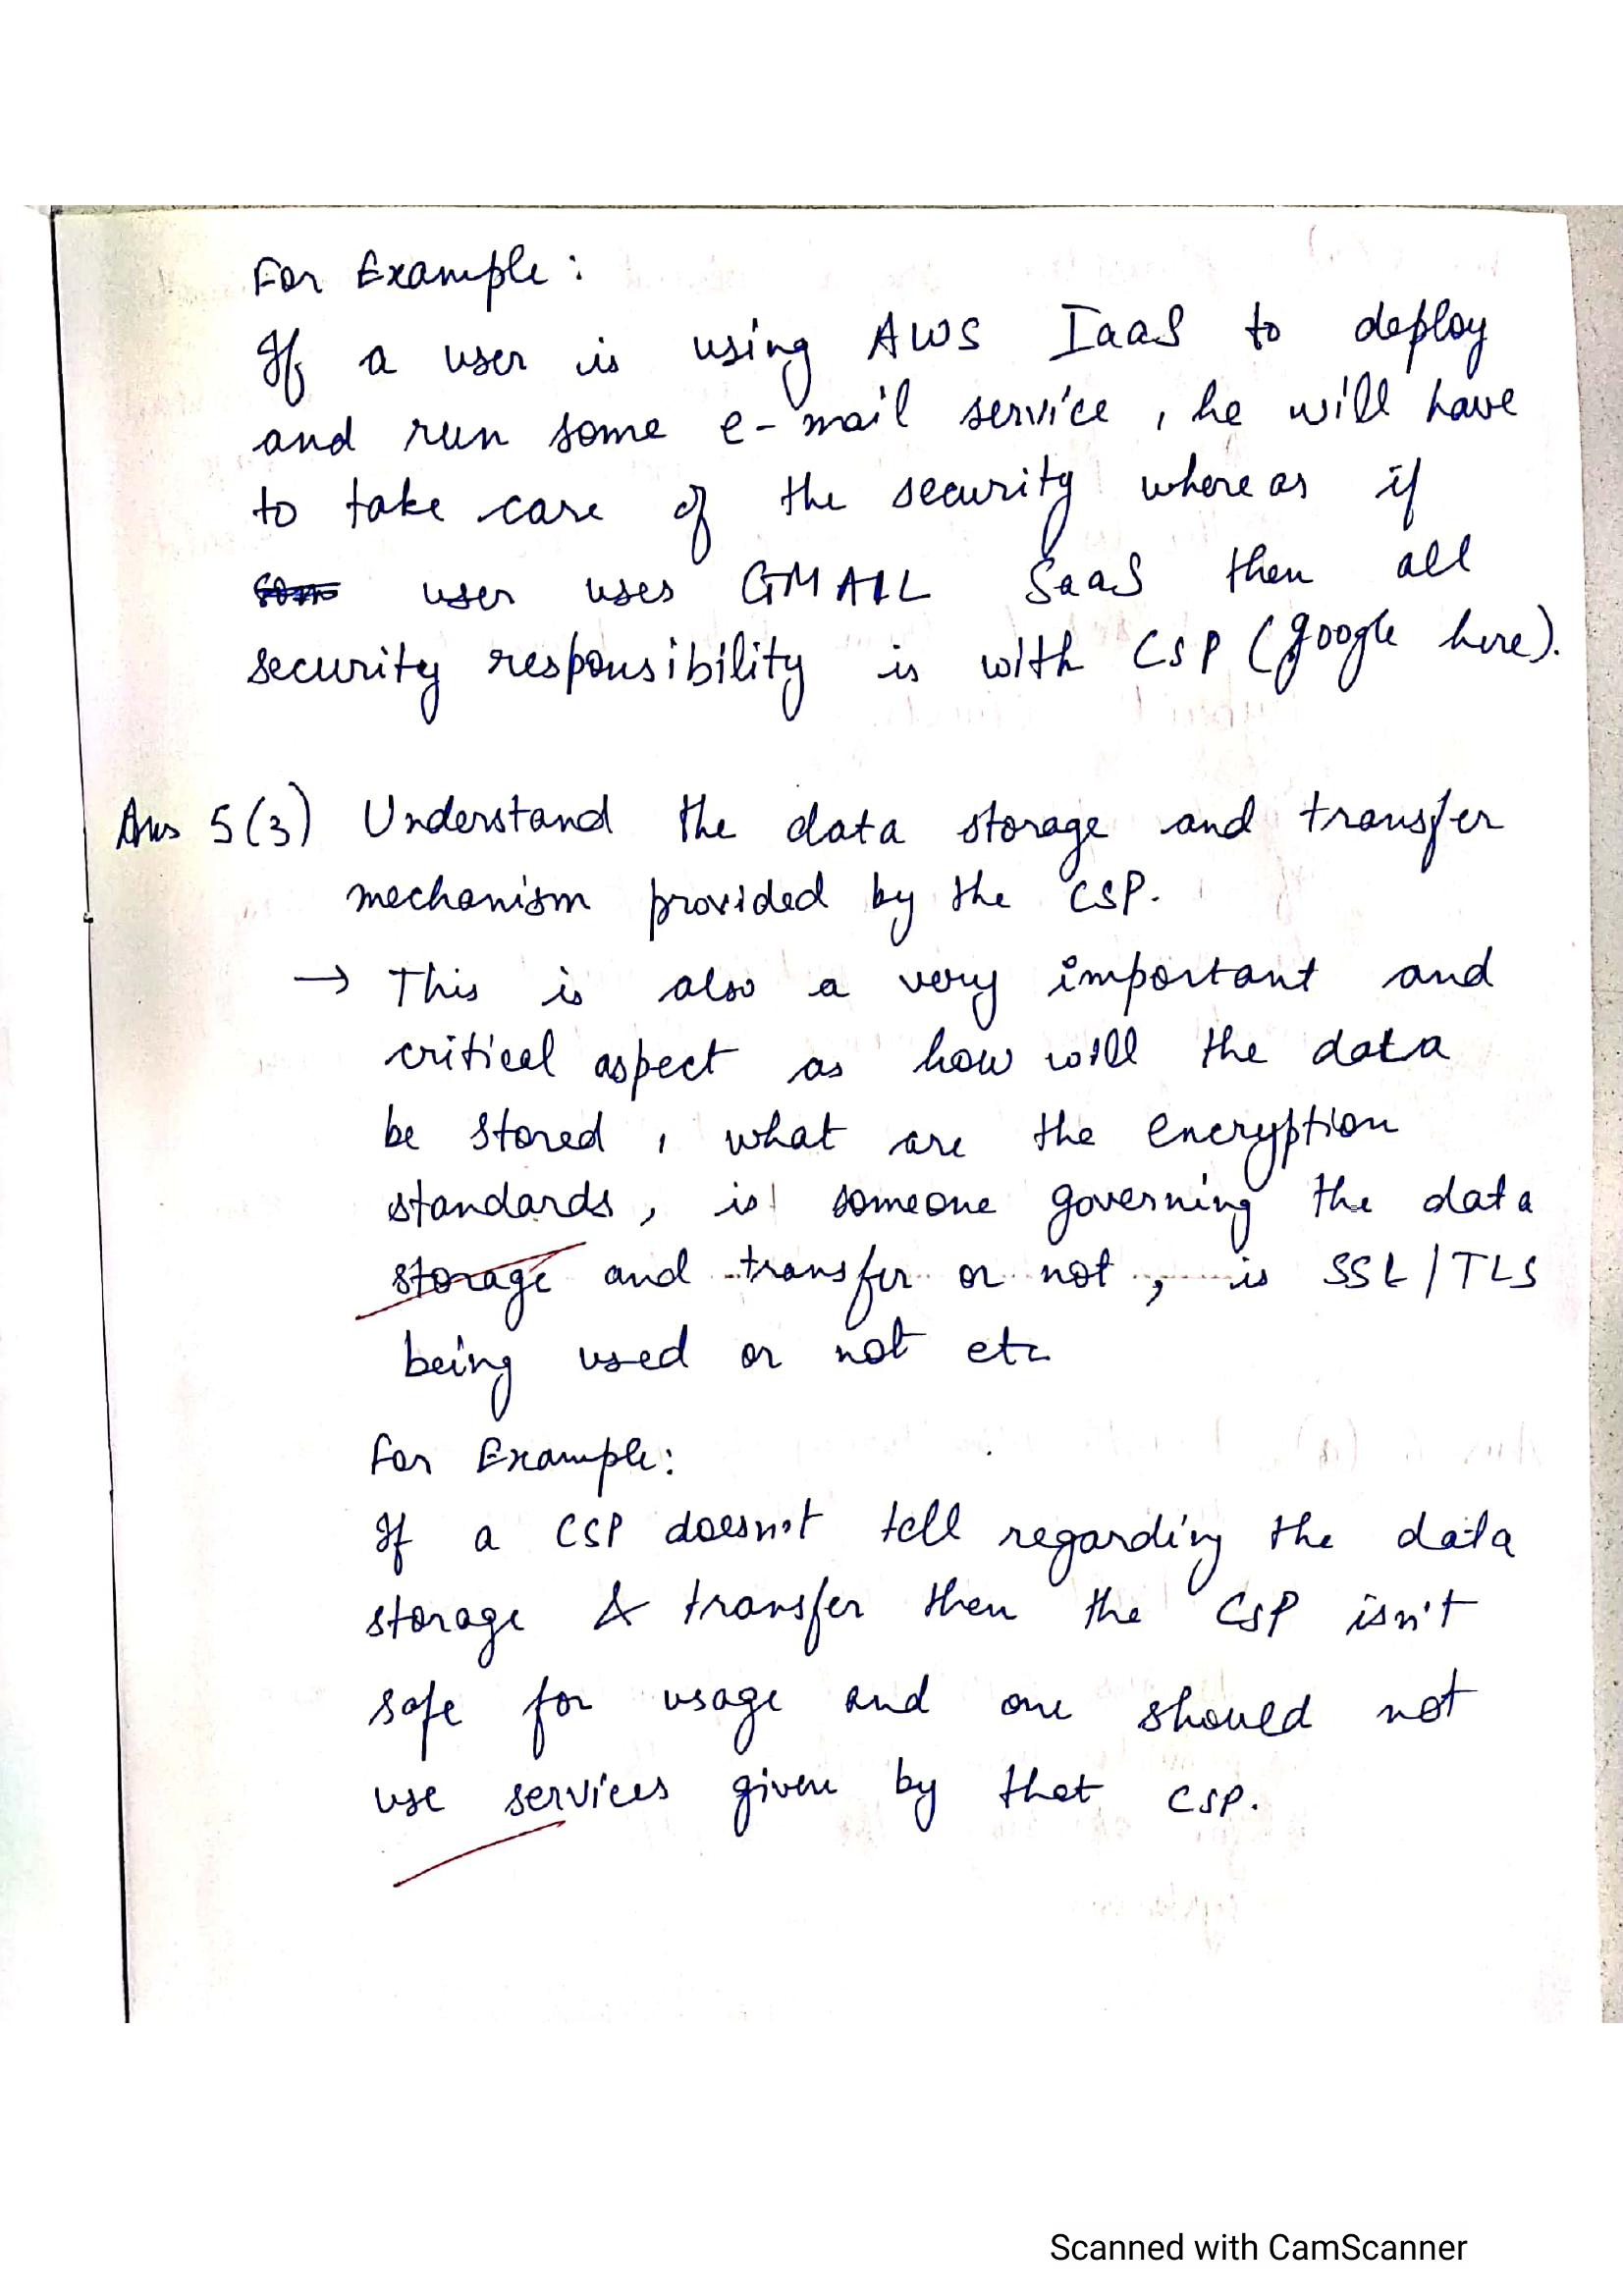 For Example:
If a user is using AWS IaaS to deploy
and run some e-mail service, he will have
to take care of the security where as if
user uses GMAIL SaaS then all
security responsibility is with CSP (google here).
Ans 5(3) Understand the data storage and transfer
mechanism provided by the CSP.
→ This is also a very important and
critical aspect as how will the data
be stored, what are the encryption
standards, is someone governing the data
storage and transfer or not, is SSL/TLS
being used or not etc
For Example:
If a CSP doesn't tell regarding the data
storage & transfer then the CSP isn't
safe for usage and one should not
use services given by that CSP.
Scanned with CamScanner